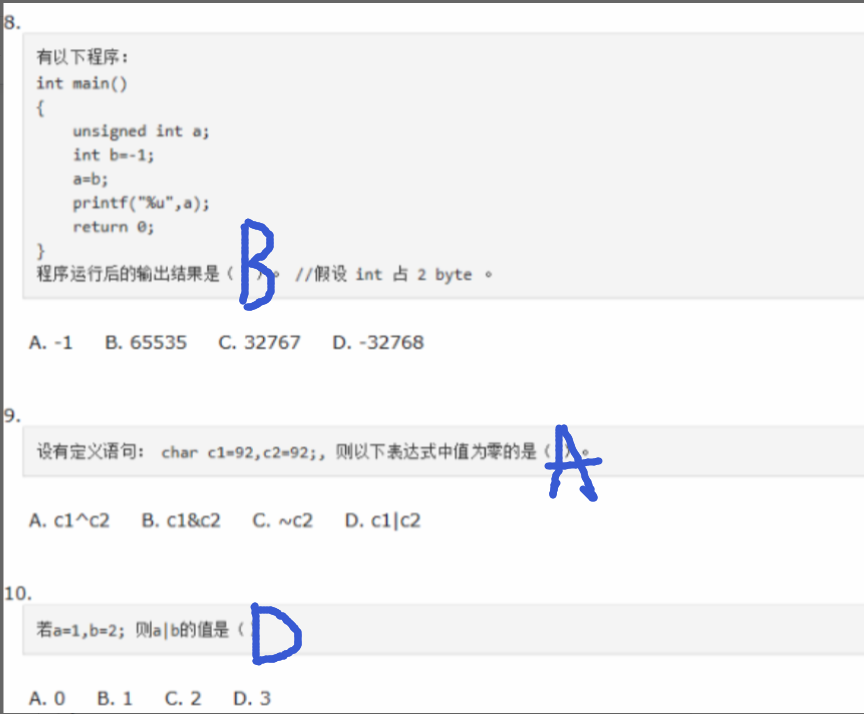 8.
有以下程序：
int main()
{
    unsigned int a;
    int b=-1;
    a=b;
    printf("%u",a);
    return 0;
}
程序运行后的输出结果是（ B ）。 //假设 int 占 2 byte 。
A. -1 B. 65535 C. 32767 D. -32768
9.
设有定义语句： char c1=92,c2=92;, 则以下表达式中值为零的是（ A ）。
A. c1^c2 B. c1&c2 C. ~c2 D. c1|c2
10.
若a=1,b=2; 则a|b的值是（ D
A. 0 B. 1 C. 2 D. 3